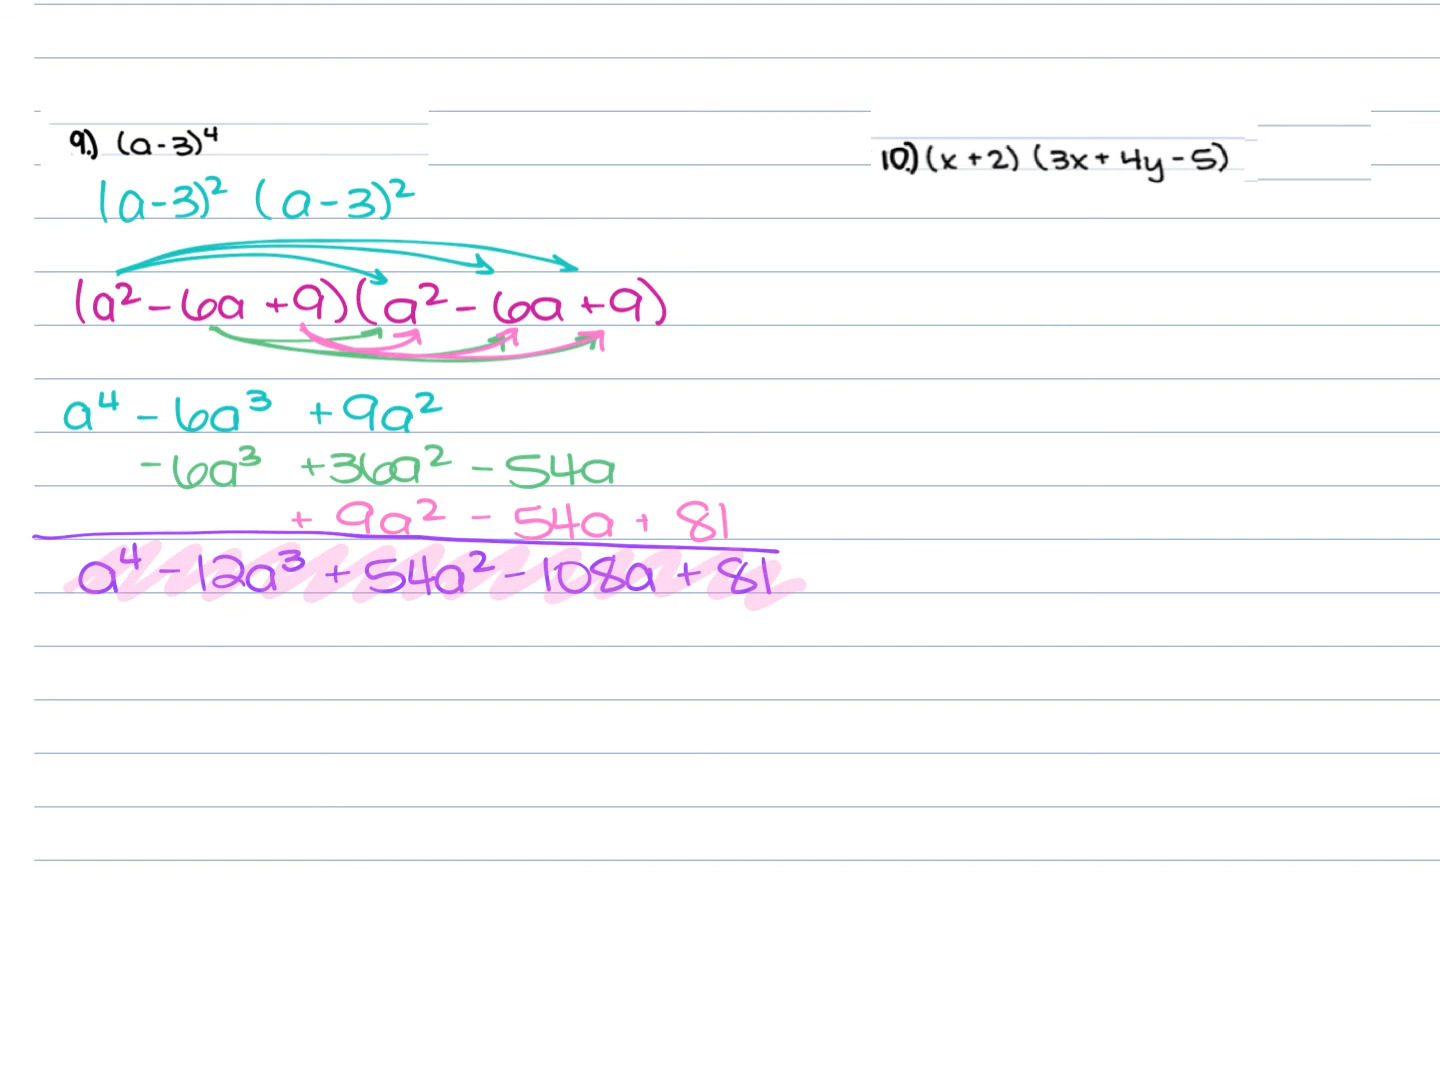 9.) (a-3)⁴
(a-3)² (a-3)²
(a² - 6a + 9)(a² - 6a + 9)
a⁴ - 6a³ + 9a²
- 6a³ + 36a² - 54a
+ 9a² - 54a + 81
a⁴ - 12a³ + 54a² - 108a + 81
10.) (x + 2) (3x + 4y - 5)